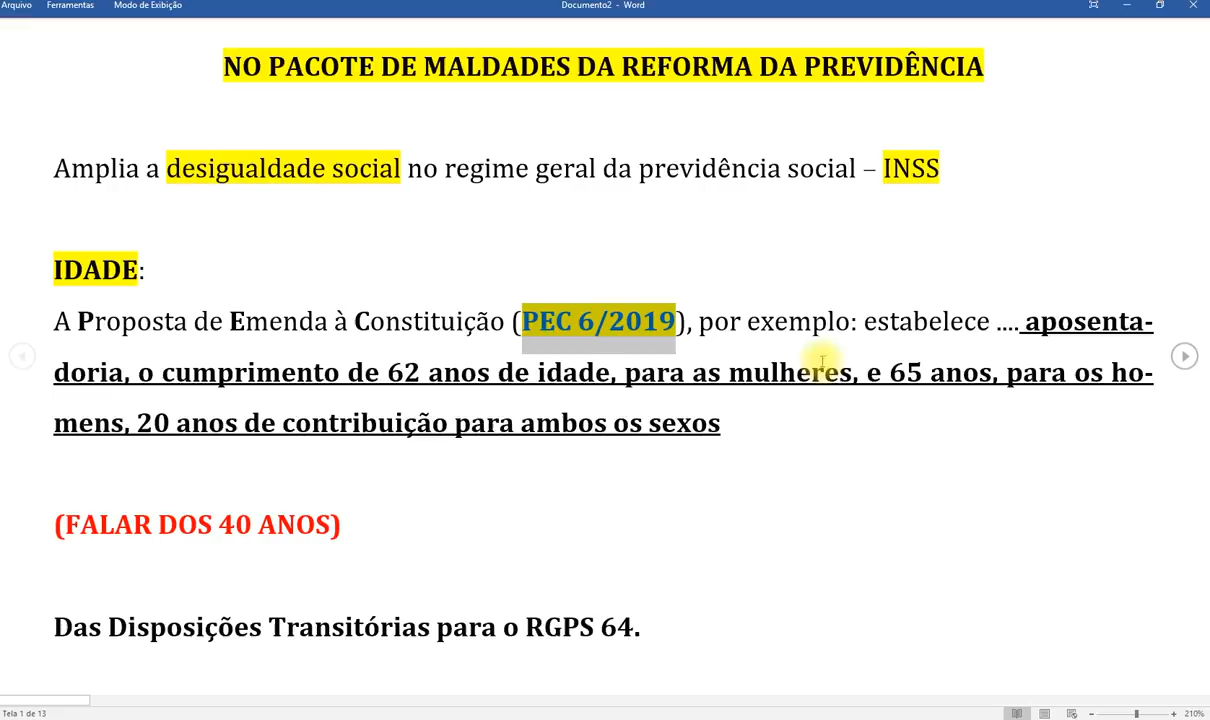 Arquivo Ferramentas Modo de Exibição Documento2 - Word
NO PACOTE DE MALDADES DA REFORMA DA PREVIDÊNCIA
Amplia a desigualdade social no regime geral da previdência social – INSS
IDADE:
A Proposta de Emenda à Constituição (PEC 6/2019), por exemplo: estabelece .... aposenta-
doria, o cumprimento de 62 anos de idade, para as mulheres, e 65 anos, para os ho-
mens, 20 anos de contribuição para ambos os sexos
(FALAR DOS 40 ANOS)
Das Disposições Transitórias para o RGPS 64.
Tela 1 de 13 210%